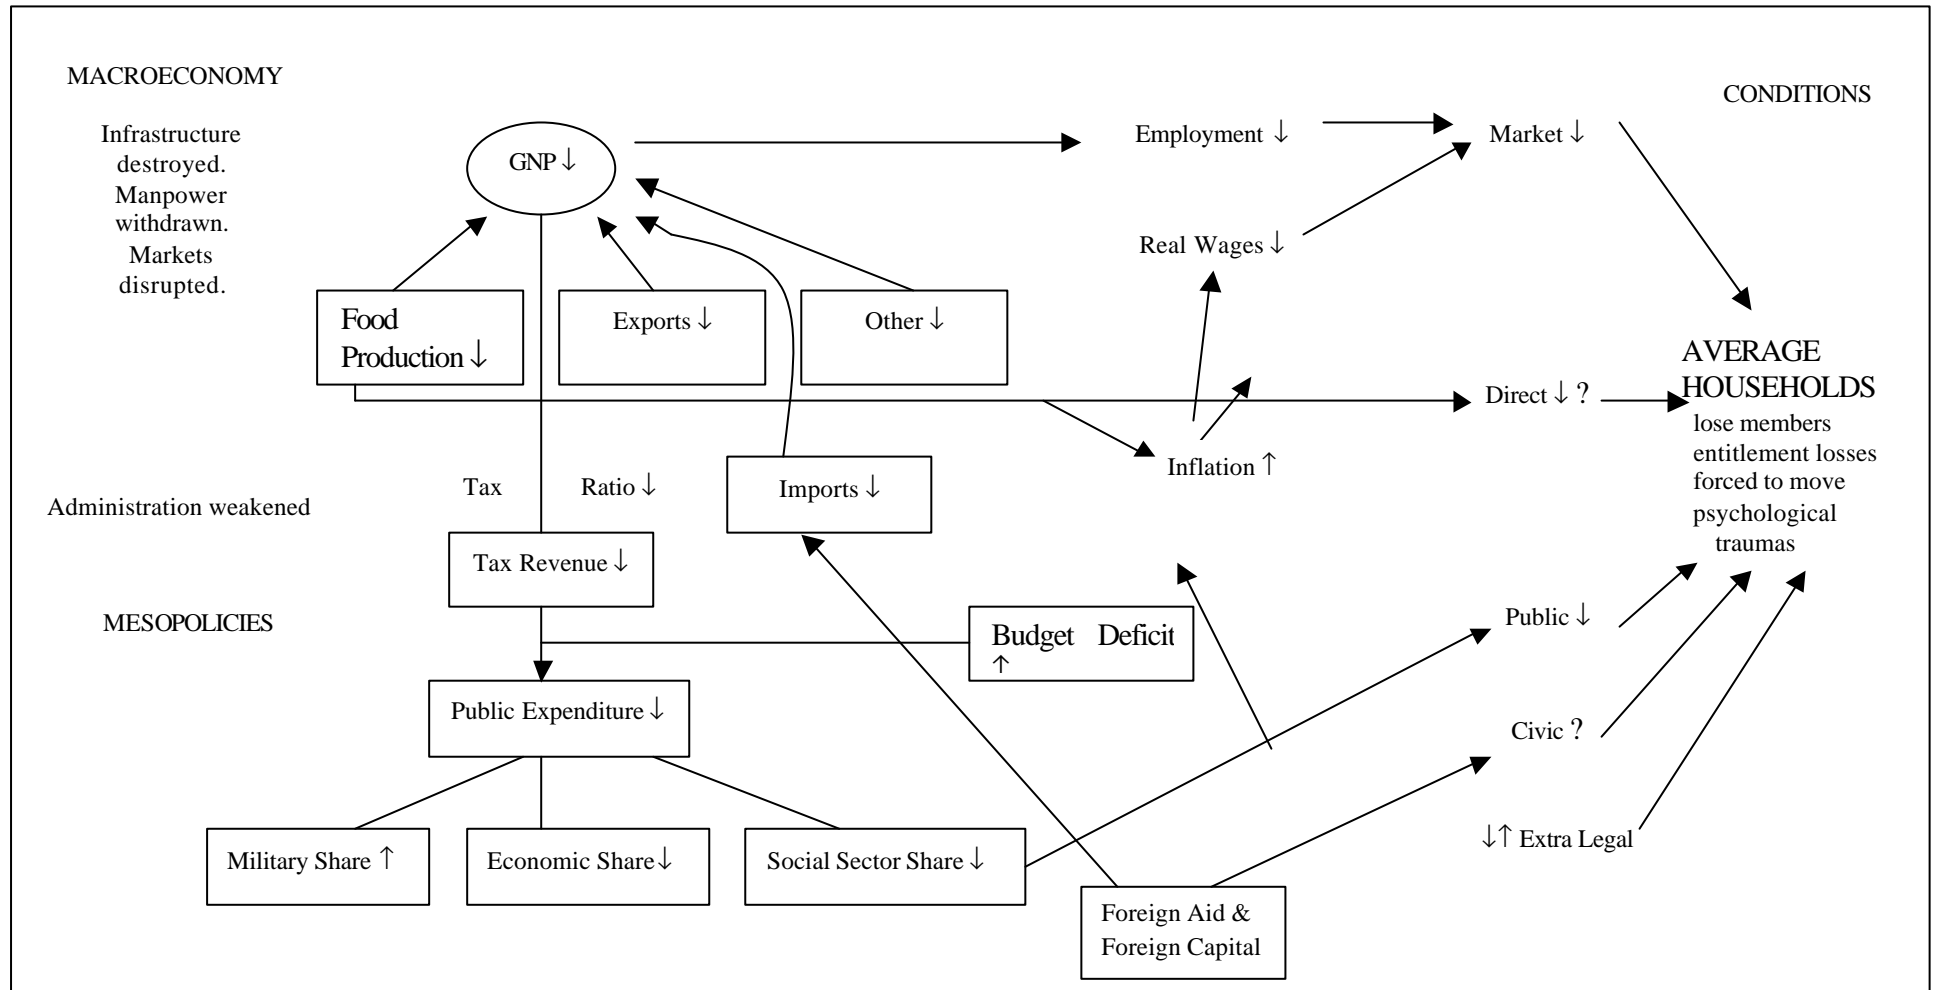 MACROECONOMY
CONDITIONS
Infrastructure
destroyed.
Manpower
withdrawn.
Markets
disrupted.
GNP ↓
Employment ↓
Market ↓
Real Wages ↓
Food
Production ↓
Exports ↓
Other ↓
AVERAGE
HOUSEHOLDS
lose members
entitlement losses
forced to move
psychological
traumas
Direct ↓ ?
Inflation ↑
Tax Ratio ↓
Imports ↓
Administration weakened
Tax Revenue ↓
MESOPOLICIES
Budget Deficit
↑
Public ↓
Public Expenditure ↓
Civic ?
↓↑ Extra Legal
Military Share ↑
Economic Share↓
Social Sector Share ↓
Foreign Aid &
Foreign Capital